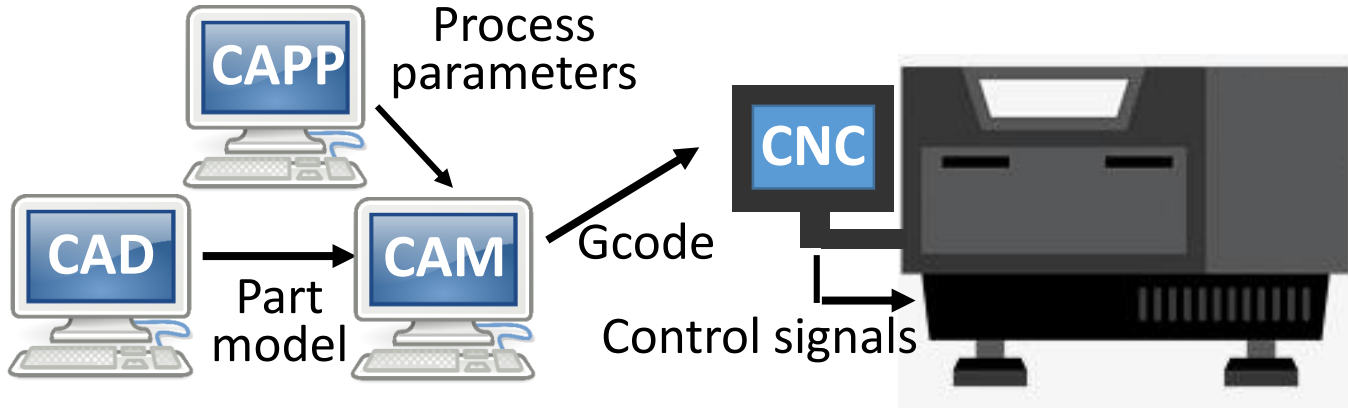 CAPP
Process
parameters
CNC
CAD
CAM
Gcode
Part
model
Control signals